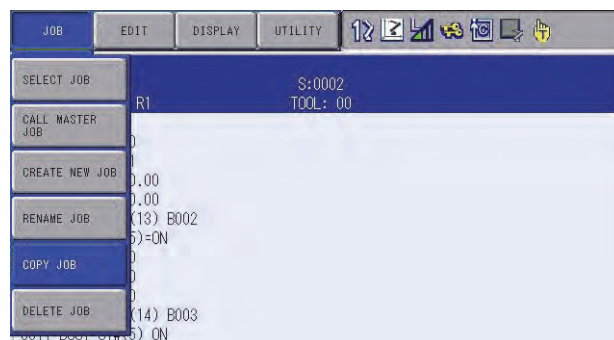 JOB EDIT DISPLAY UTILITY
SELECT JOB
S:0002
R1 TOOL: 00
CALL MASTER
JOB
CREATE NEW JOB
0.00
0.00
RENAME JOB
(13) B002
5)=ON
COPY JOB
DELETE JOB
(14) B003
5) ON